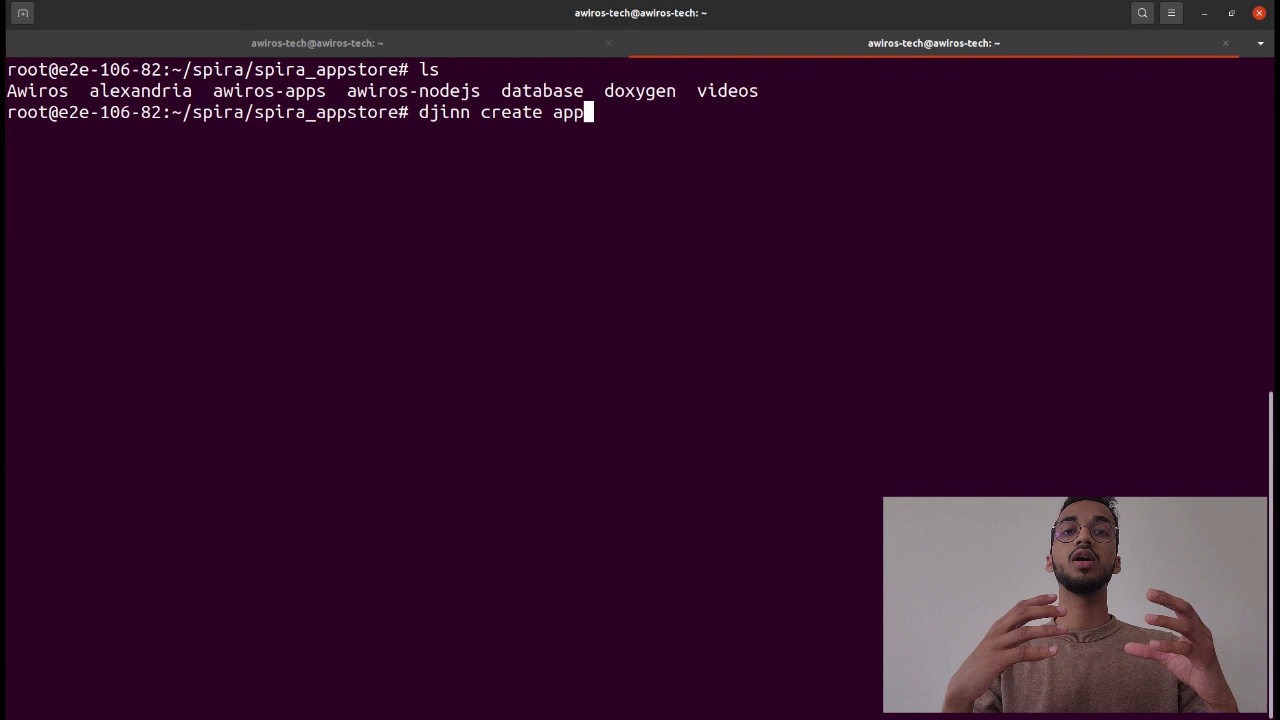 awiros-tech@awiros-tech: ~
awiros-tech@awiros-tech: ~
awiros-tech@awiros-tech: ~
root@e2e-106-82:~/spira/spira_appstore# ls
Awiros alexandria awiros-apps awiros-nodejs database doxygen videos
root@e2e-106-82:~/spira/spira_appstore# djinn create app